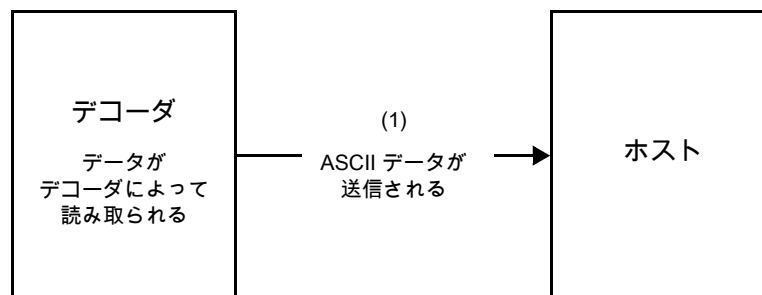 デコーダ
データが
デコーダによって
読み取られる
(1)
ASCII データが
送信される
ホスト